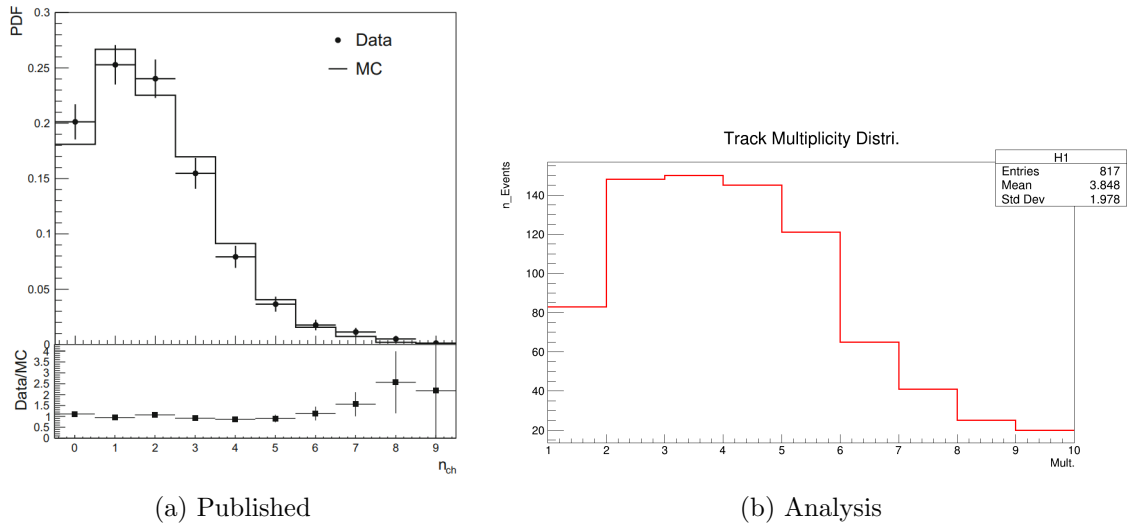 PDF
0.3
0.25
0.2
0.15
0.1
0.05
0
Data
MC
Data/MC
4
3.5
3
2.5
2
1.5
1
0.5
0
0 1 2 3 4 5 6 7 8 9
n_ch
(a) Published
Track Multiplicity Distri.
H1
Entries 817
Mean 3.848
Std Dev 1.978
n_Events
140
120
100
80
60
40
20
1 2 3 4 5 6 7 8 9 10
Mult.
(b) Analysis